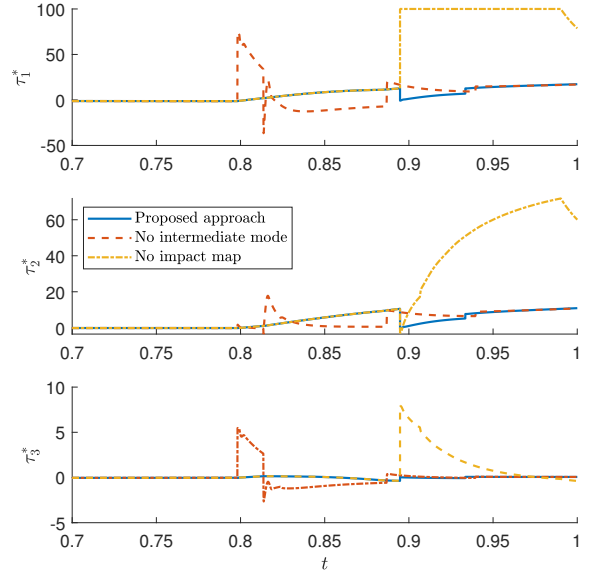 100
50
0
-50
τ₁*
0.7 0.75 0.8 0.85 0.9 0.95 1
60
40
20
0
τ₂*
Proposed approach
No intermediate mode
No impact map
0.7 0.75 0.8 0.85 0.9 0.95 1
10
5
0
-5
τ₃*
0.7 0.75 0.8 0.85 0.9 0.95 1
t